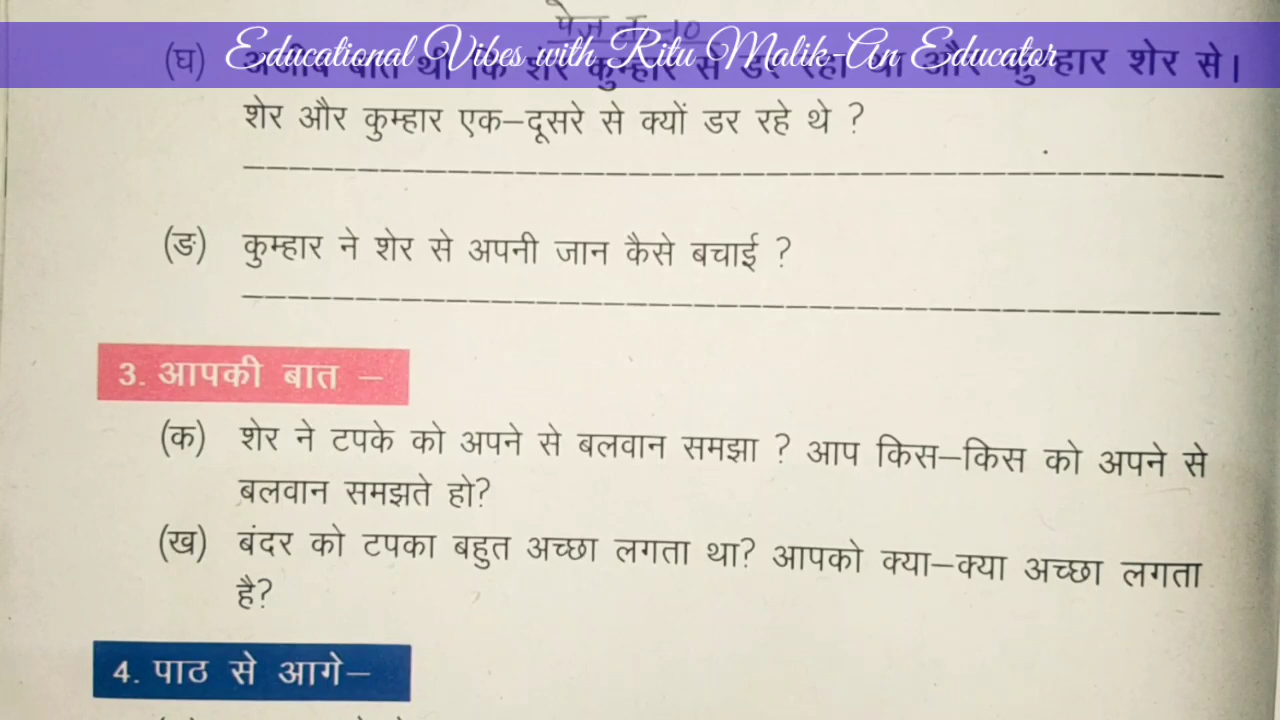 पेज नं-10
Educational Vibes with Ritu Malik-An Educator
(घ) अजीब बात थी कि शेर कुम्हार से डर रहा था और कुम्हार शेर से।
शेर और कुम्हार एक–दूसरे से क्यों डर रहे थे ?
(ङ) कुम्हार ने शेर से अपनी जान कैसे बचाई ?
3. आपकी बात –
(क) शेर ने टपके को अपने से बलवान समझा ? आप किस–किस को अपने से
बलवान समझते हो?
(ख) बंदर को टपका बहुत अच्छा लगता था? आपको क्या–क्या अच्छा लगता
है?
4. पाठ से आगे–